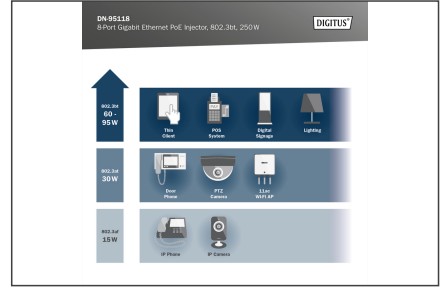 DN-95118
8-Port Gigabit Ethernet PoE Injector, 802.3bt, 250 W
DIGITUS®
802.3bt
60 -
95 W
Thin
Client
POS
System
Digital
Signage
Lighting
802.3at
30 W
Door
Phone
PTZ
Camera
11ac
Wi-Fi AP
802.3af
15 W
IP Phone
IP Camera